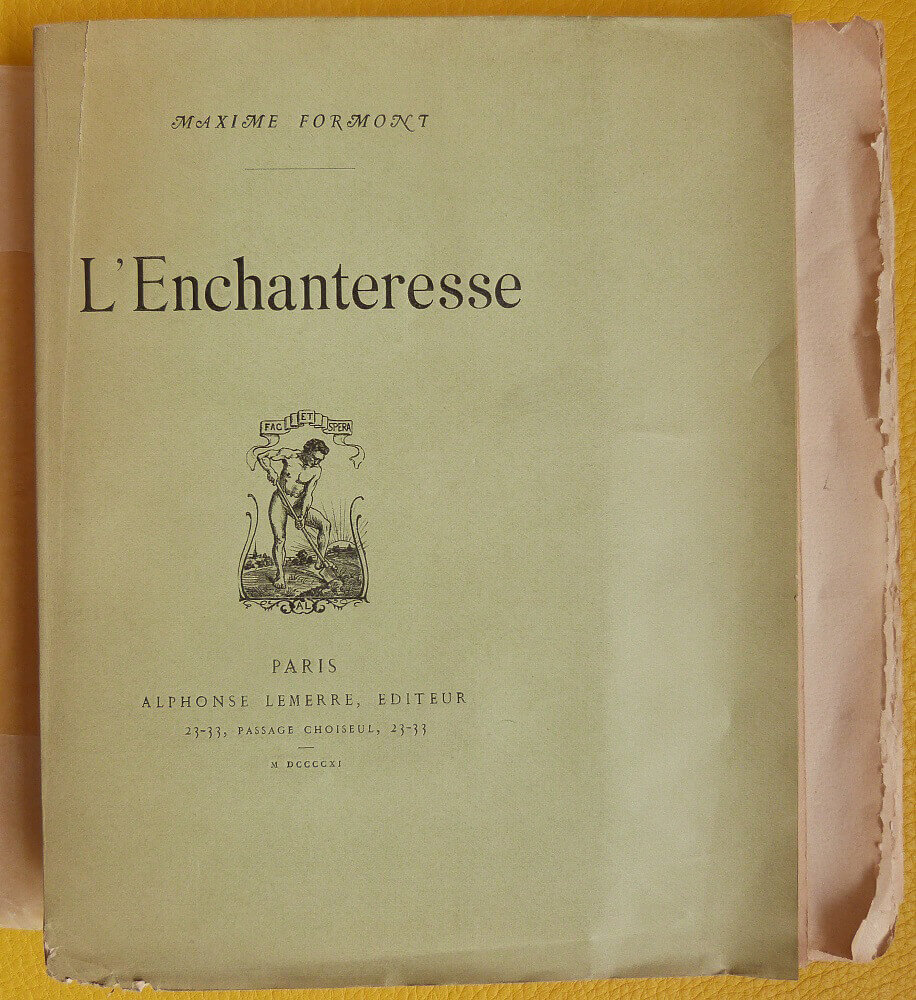 MAXIME FORMONT
L'Enchanteresse
FAC ET SPERA
AL
PARIS
ALPHONSE LEMERRE, EDITEUR
23-33, PASSAGE CHOISEUL, 23-33
M DCCCCXI